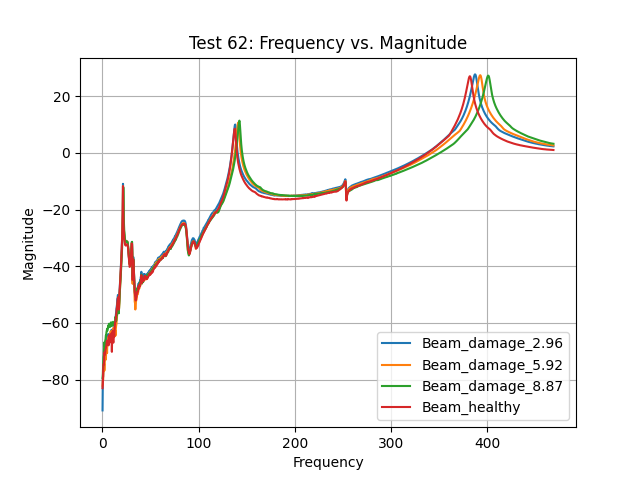 Test 62: Frequency vs. Magnitude
Magnitude
20
0
−20
−40
−60
−80
0
100
200
300
400
Frequency
Beam_damage_2.96
Beam_damage_5.92
Beam_damage_8.87
Beam_healthy